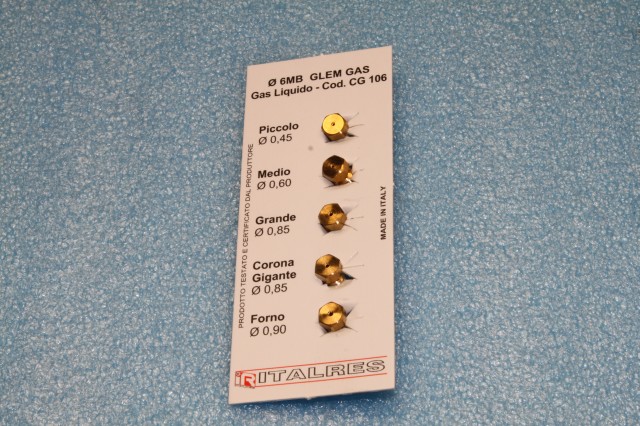 Ø 6MB GLEM GAS
Gas Liquido - Cod. CG 106
Piccolo
Ø 0,45
Medio
Ø 0,60
Grande
Ø 0,85
Corona
Gigante
Ø 0,85
Forno
Ø 0,90
PRODOTTO TESTATO E CERTIFICATO DAL PRODUTTORE
MADE IN ITALY
IR ITALRES